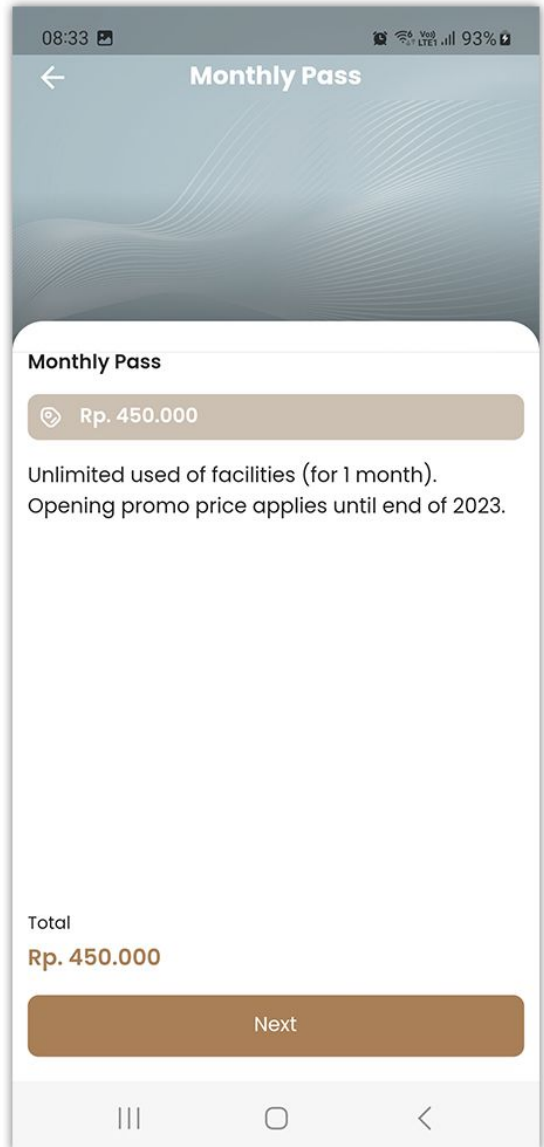 08:33 93%
Monthly Pass
Monthly Pass
Rp. 450.000
Unlimited used of facilities (for 1 month).
Opening promo price applies until end of 2023.
Total
Rp. 450.000
Next